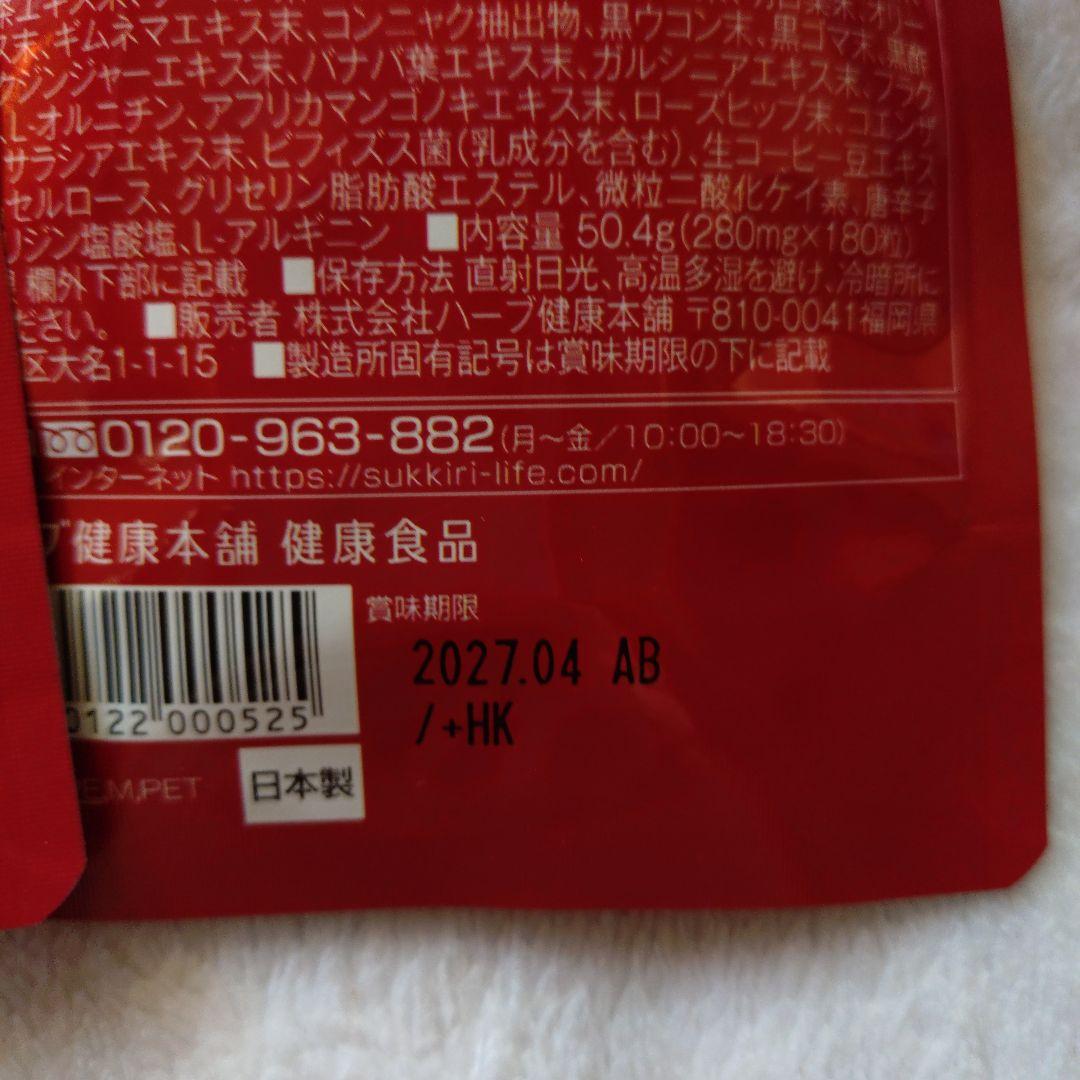 ギムネマエキス末、コンニャク抽出物、黒ウコン末、黒ゴマ末、黒酢
ジンジャーエキス末、バナバ葉エキス末、ガルシニアエキス末、ブラウ
L-オルニチン、アフリカマンゴノキエキス末、ローズヒップ末、コエンザ
サラシアエキス末、ビフィズス菌(乳成分を含む)、生コーヒー豆エキス
セルロース、グリセリン脂肪酸エステル、微粒二酸化ケイ素、唐辛子
リジン塩酸塩、L-アルギニン ■内容量 50.4g(280mg×180粒)
欄外下部に記載 ■保存方法 直射日光、高温多湿を避け、冷暗所に
ださい。 ■販売者 株式会社ハーブ健康本舗 〒810-0041福岡県
区大名1-1-15 ■製造所固有記号は賞味期限の下に記載
0120-963-882(月～金/10:00～18:30)
インターネット https://sukkiri-life.com/
ブ健康本舗 健康食品
賞味期限
2027.04 AB
/+HK
0122 000525
E,M,PET
日本製